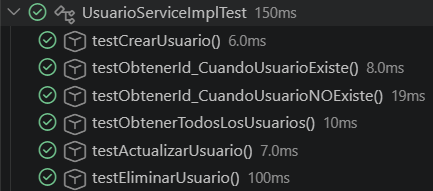 UsuarioServiceImplTest 150ms
testCrearUsuario() 6.0ms
testObtenerId_CuandoUsuarioExiste() 8.0ms
testObtenerId_CuandoUsuarioNOExiste() 19ms
testObtenerTodosLosUsuarios() 10ms
testActualizarUsuario() 7.0ms
testEliminarUsuario() 100ms